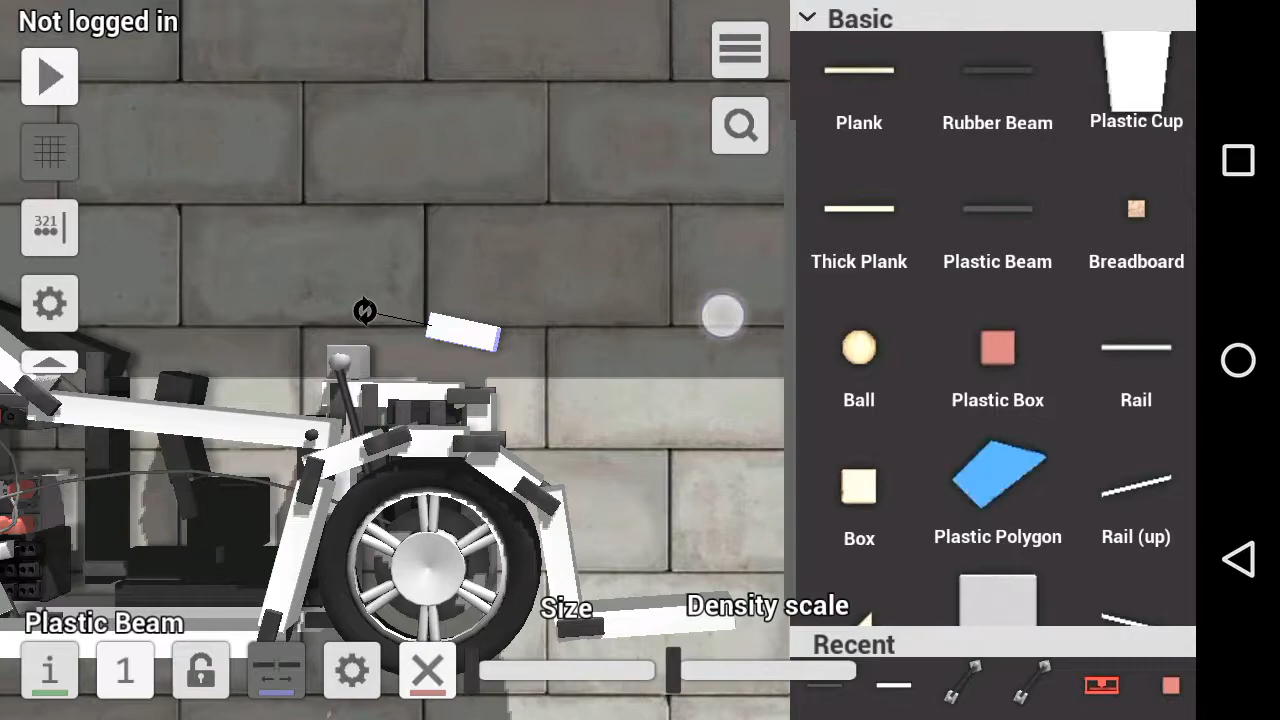 Not logged in
Basic
Plank
Rubber Beam
Plastic Cup
321
Thick Plank
Plastic Beam
Breadboard
Ball
Plastic Box
Rail
Box
Plastic Polygon
Rail (up)
Plastic Beam
Size
Density scale
Recent
i
1